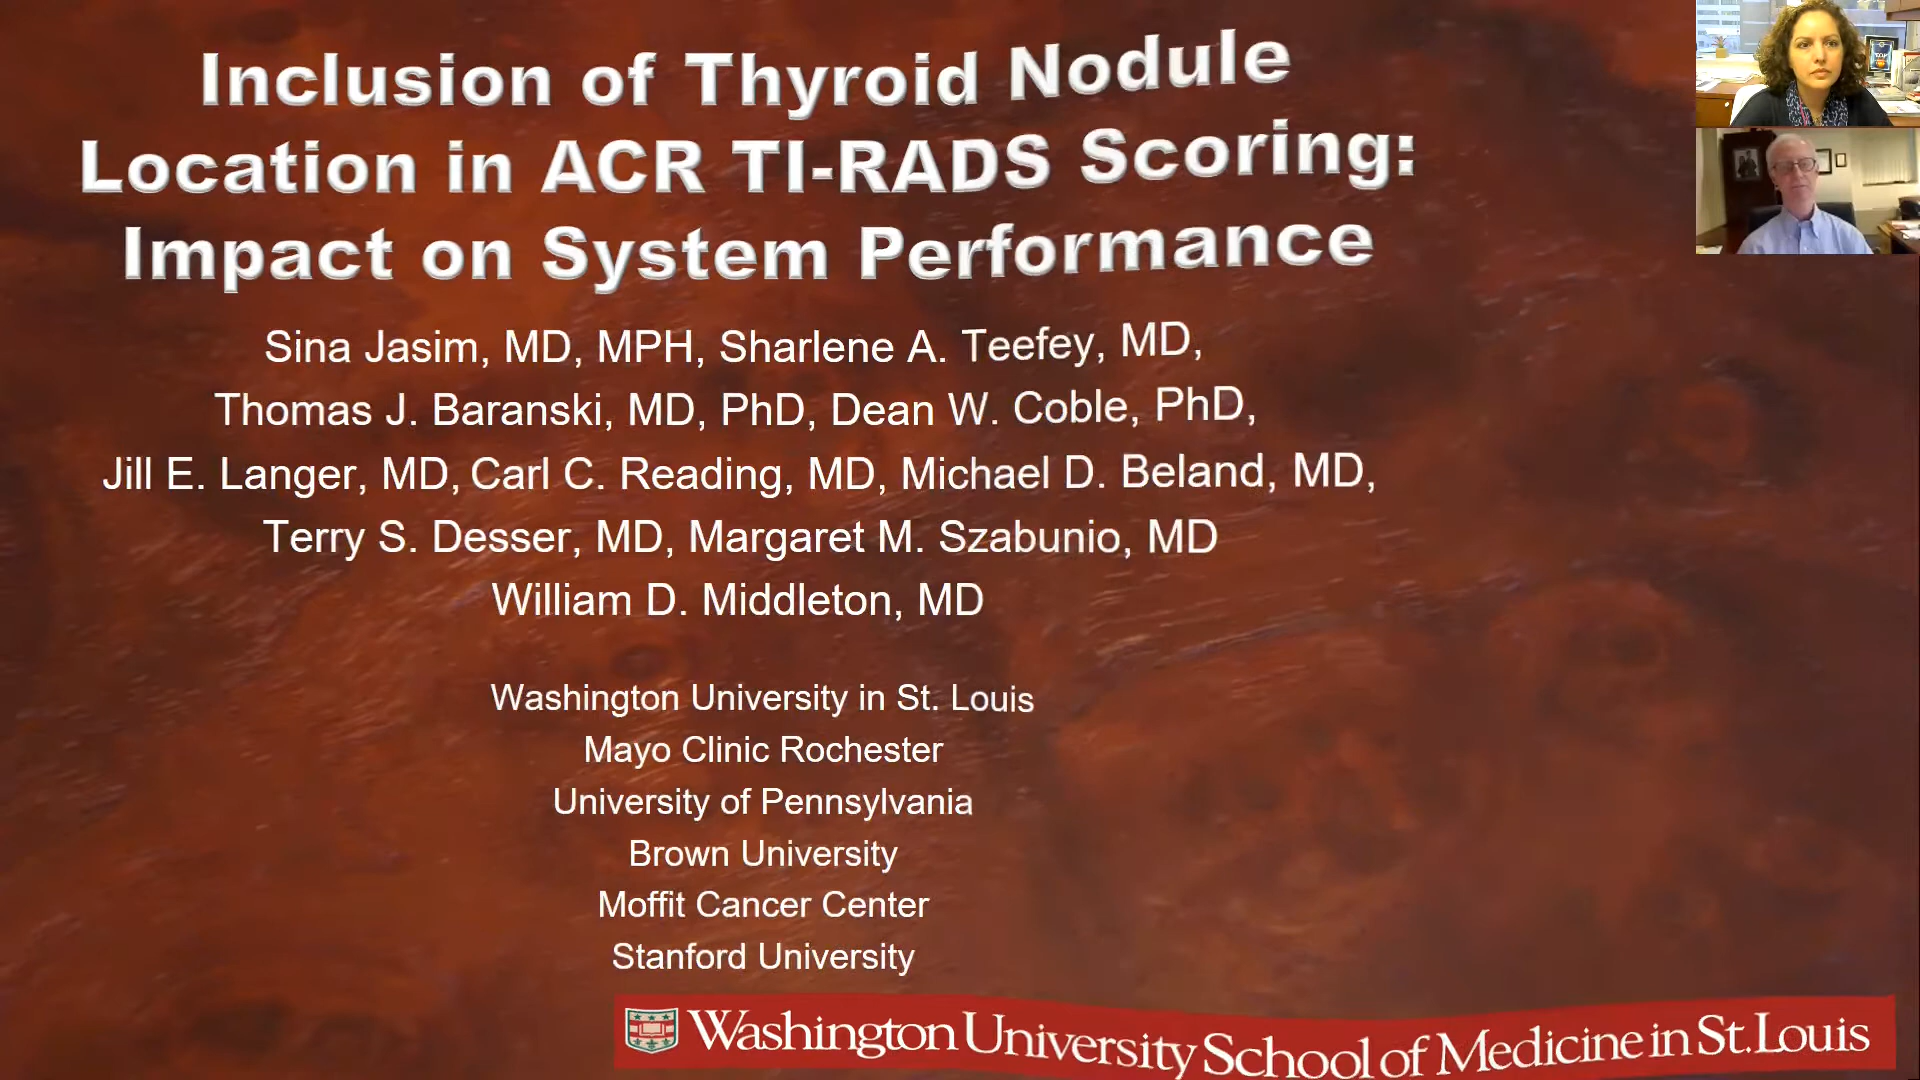 Inclusion of Thyroid Nodule
Location in ACR TI-RADS Scoring:
Impact on System Performance
Sina Jasim, MD, MPH, Sharlene A. Teefey, MD,
Thomas J. Baranski, MD, PhD, Dean W. Coble, PhD,
Jill E. Langer, MD, Carl C. Reading, MD, Michael D. Beland, MD,
Terry S. Desser, MD, Margaret M. Szabunio, MD
William D. Middleton, MD
Washington University in St. Louis
Mayo Clinic Rochester
University of Pennsylvania
Brown University
Moffit Cancer Center
Stanford University
Washington University School of Medicine in St. Louis